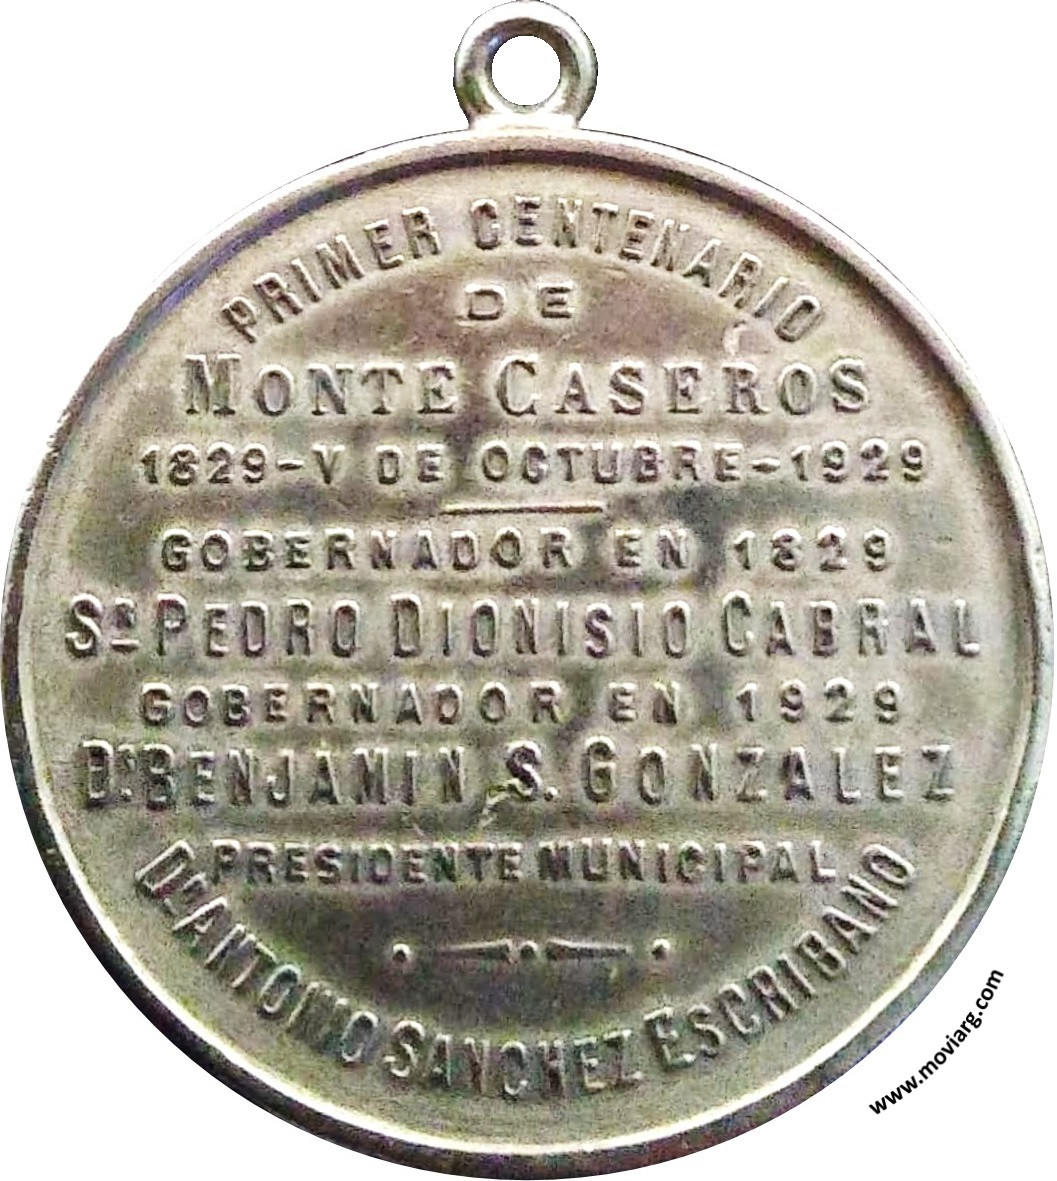 PRIMER CENTENARIO
DE
MONTE CASEROS
1829-V DE OCTUBRE-1929
GOBERNADOR EN 1829
SR PEDRO DIONISIO CABRAL
GOBERNADOR EN 1929
DR. BENJAMIN S. GONZALEZ
PRESIDENTE MUNICIPAL
DR ANTONIO SANCHEZ ESCRIBANO
www.moviarg.com